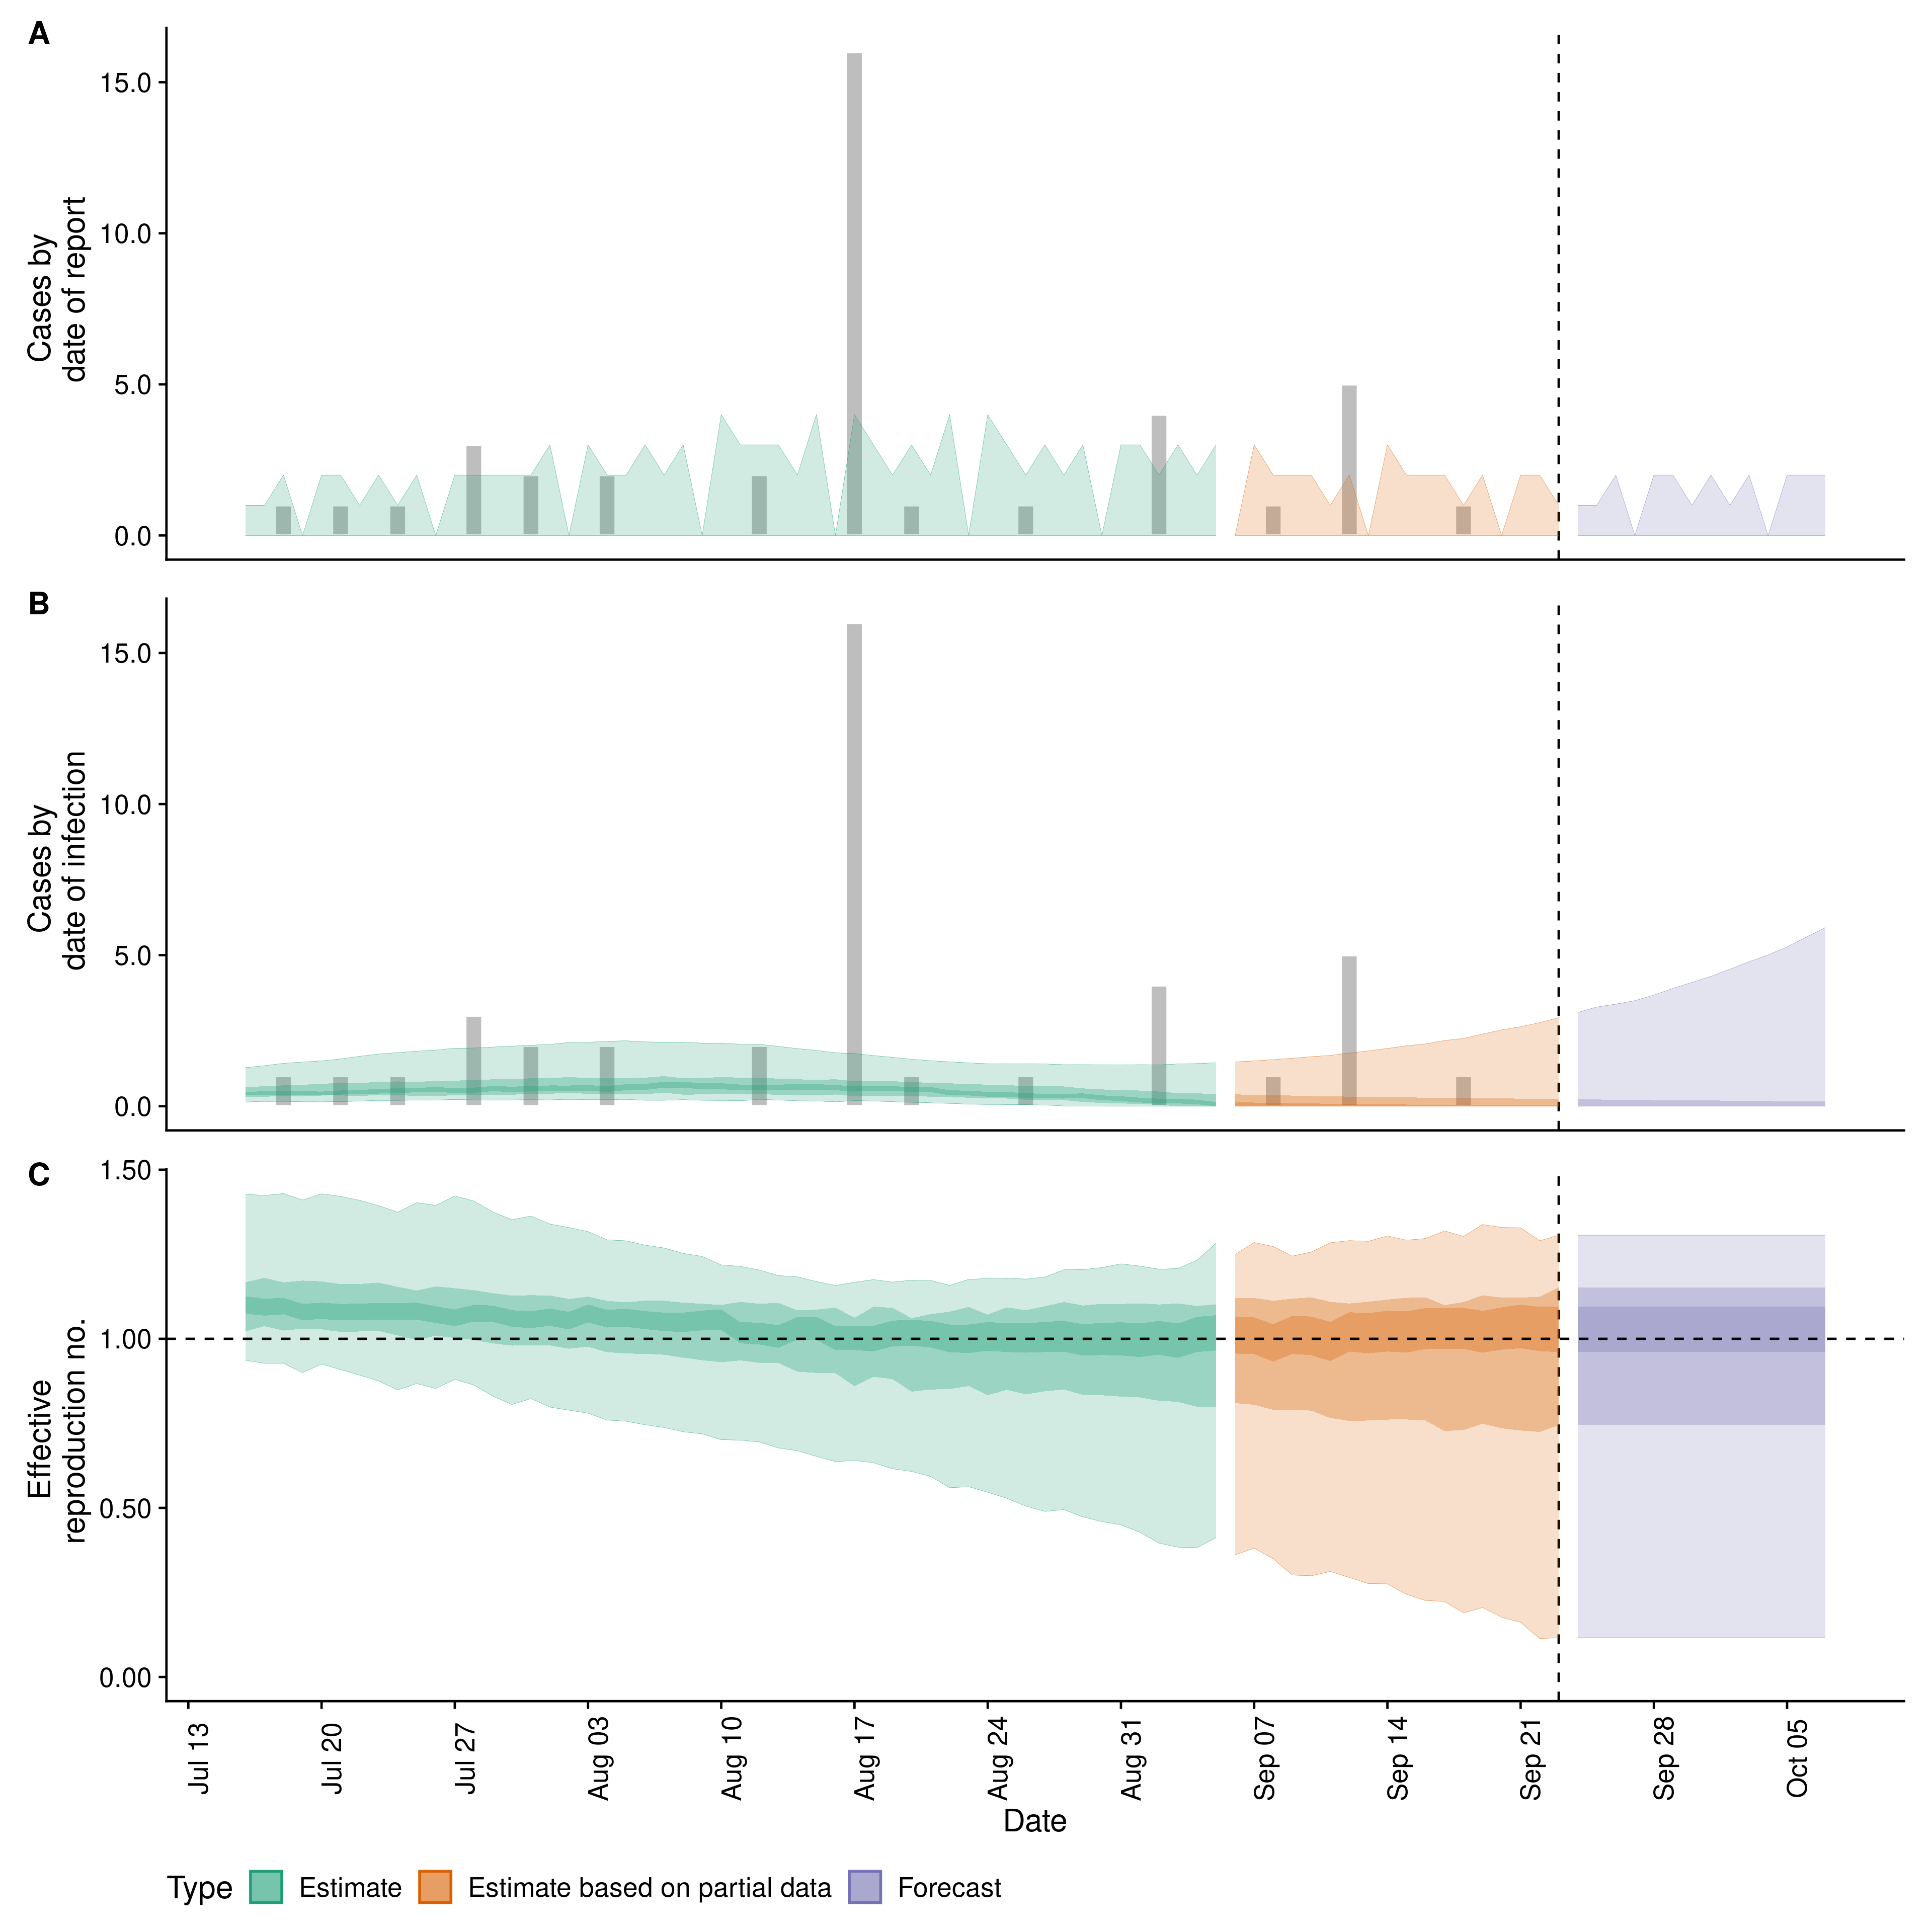 A
15.0
10.0
5.0
0.0
Cases by
date of report
B
15.0
10.0
5.0
0.0
Cases by
date of infection
C
1.50
1.00
0.50
0.00
Effective
reproduction no.
Jul 13
Jul 20
Jul 27
Aug 03
Aug 10
Aug 17
Aug 24
Aug 31
Sep 07
Sep 14
Sep 21
Sep 28
Oct 05
Date
Type Estimate Estimate based on partial data Forecast